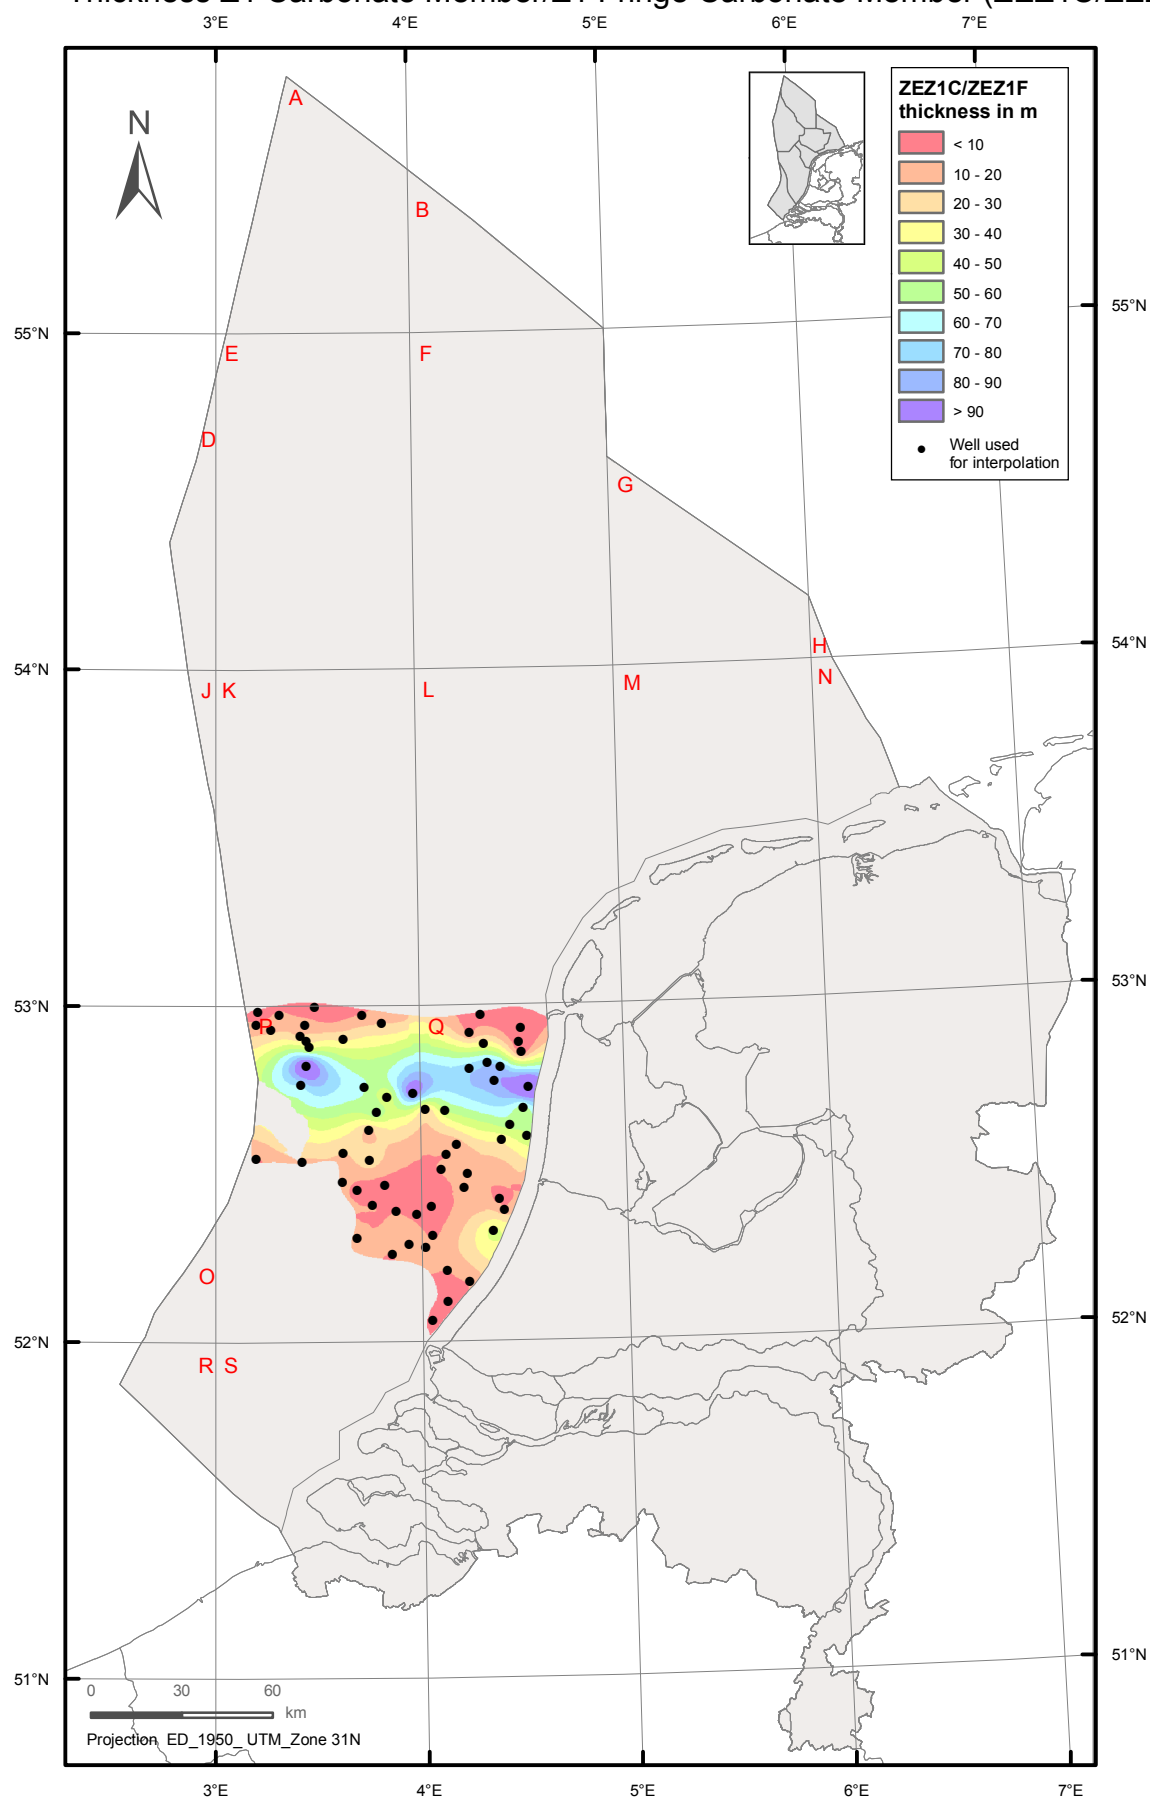 3°E 4°E 5°E 6°E 7°E
N
ZEZ1C/ZEZ1F
thickness in m
< 10
10 - 20
20 - 30
30 - 40
40 - 50
50 - 60
60 - 70
70 - 80
80 - 90
> 90
Well used
for interpolation
A
B
55°N 55°N
E F
D
G
H
54°N 54°N
J K L M N
53°N 53°N
P Q
O
52°N 52°N
R S
51°N 51°N
0 30 60
km
Projection ED_1950_ UTM_Zone 31N
3°E 4°E 5°E 6°E 7°E